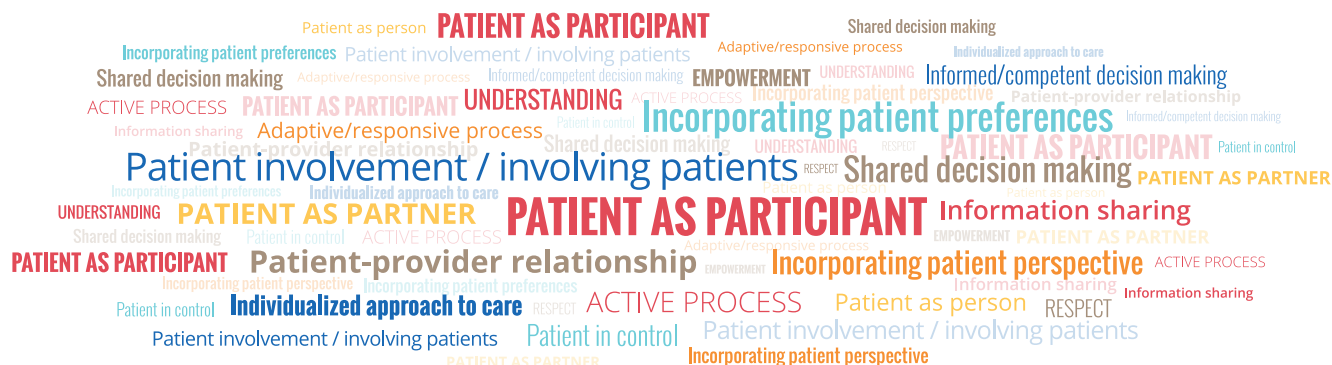 Patient as person PATIENT AS PARTICIPANT Shared decision making
Incorporating patient preferences Patient involvement / involving patients Adaptive/responsive process Individualized approach to care
Shared decision making Adaptive/responsive process Informed/competent decision making EMPOWERMENT UNDERSTANDING Informed/competent decision making
ACTIVE PROCESS PATIENT AS PARTICIPANT UNDERSTANDING ACTIVE PROCESS Incorporating patient perspective Patient-provider relationship
Information sharing Adaptive/responsive process Patient in control Incorporating patient preferences Informed/competent decision making
Patient-provider relationship Shared decision making UNDERSTANDING RESPECT PATIENT AS PARTICIPANT Patient in control
Patient involvement / involving patients RESPECT Shared decision making PATIENT AS PARTNER
Incorporating patient preferences Individualized approach to care Patient as person Patient as person
UNDERSTANDING PATIENT AS PARTNER PATIENT AS PARTICIPANT Information sharing
Shared decision making Patient in control ACTIVE PROCESS Adaptive/responsive process EMPOWERMENT PATIENT AS PARTNER
PATIENT AS PARTICIPANT Patient-provider relationship EMPOWERMENT Incorporating patient perspective ACTIVE PROCESS
Incorporating patient perspective Incorporating patient preferences Information sharing Information sharing
Patient in control Individualized approach to care RESPECT ACTIVE PROCESS Patient as person RESPECT
Patient involvement / involving patients Patient in control Patient involvement / involving patients
PATIENT AS PARTNER Incorporating patient perspective